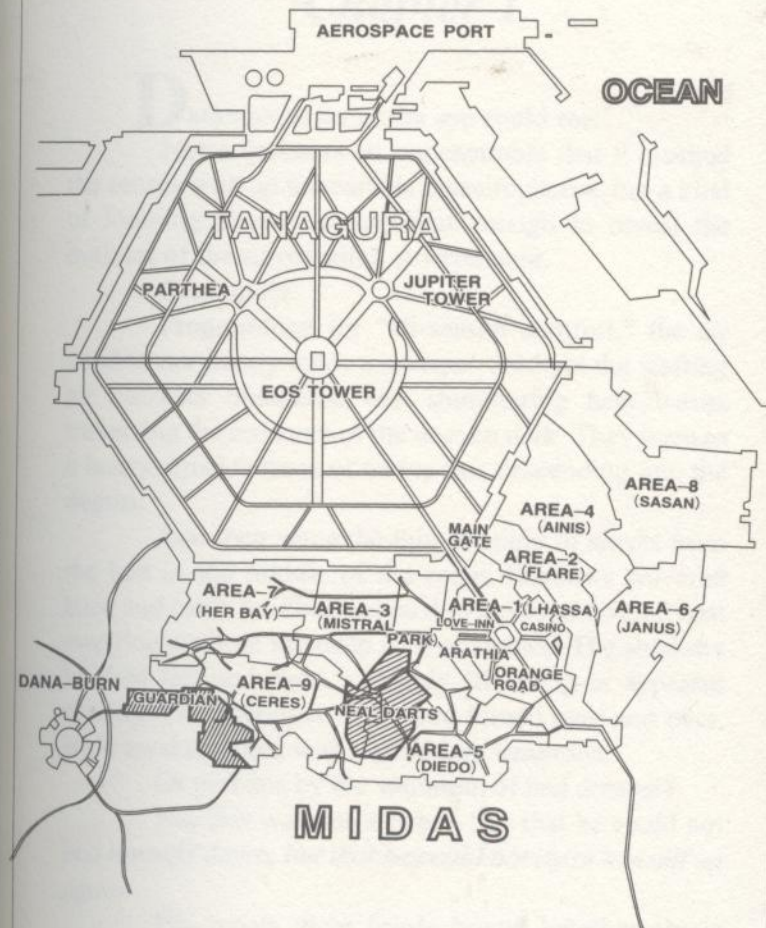 AEROSPACE PORT
OCEAN
TANAGURA
PARTHEA
JUPITER
TOWER
EOS TOWER
AREA–8
(SASAN)
AREA–4
(AINIS)
MAIN
GATE
AREA–2
(FLARE)
AREA–7
(HER BAY)
AREA–3
(MISTRAL
PARK)
AREA–1 (LHASSA)
LOVE–INN
CASINO
AREA–6
(JANUS)
ARATHIA
ORANGE
ROAD
DANA–BURN
GUARDIAN
AREA–9
(CERES)
NEAL DARTS
AREA–5
(DIEDO)
MIDAS